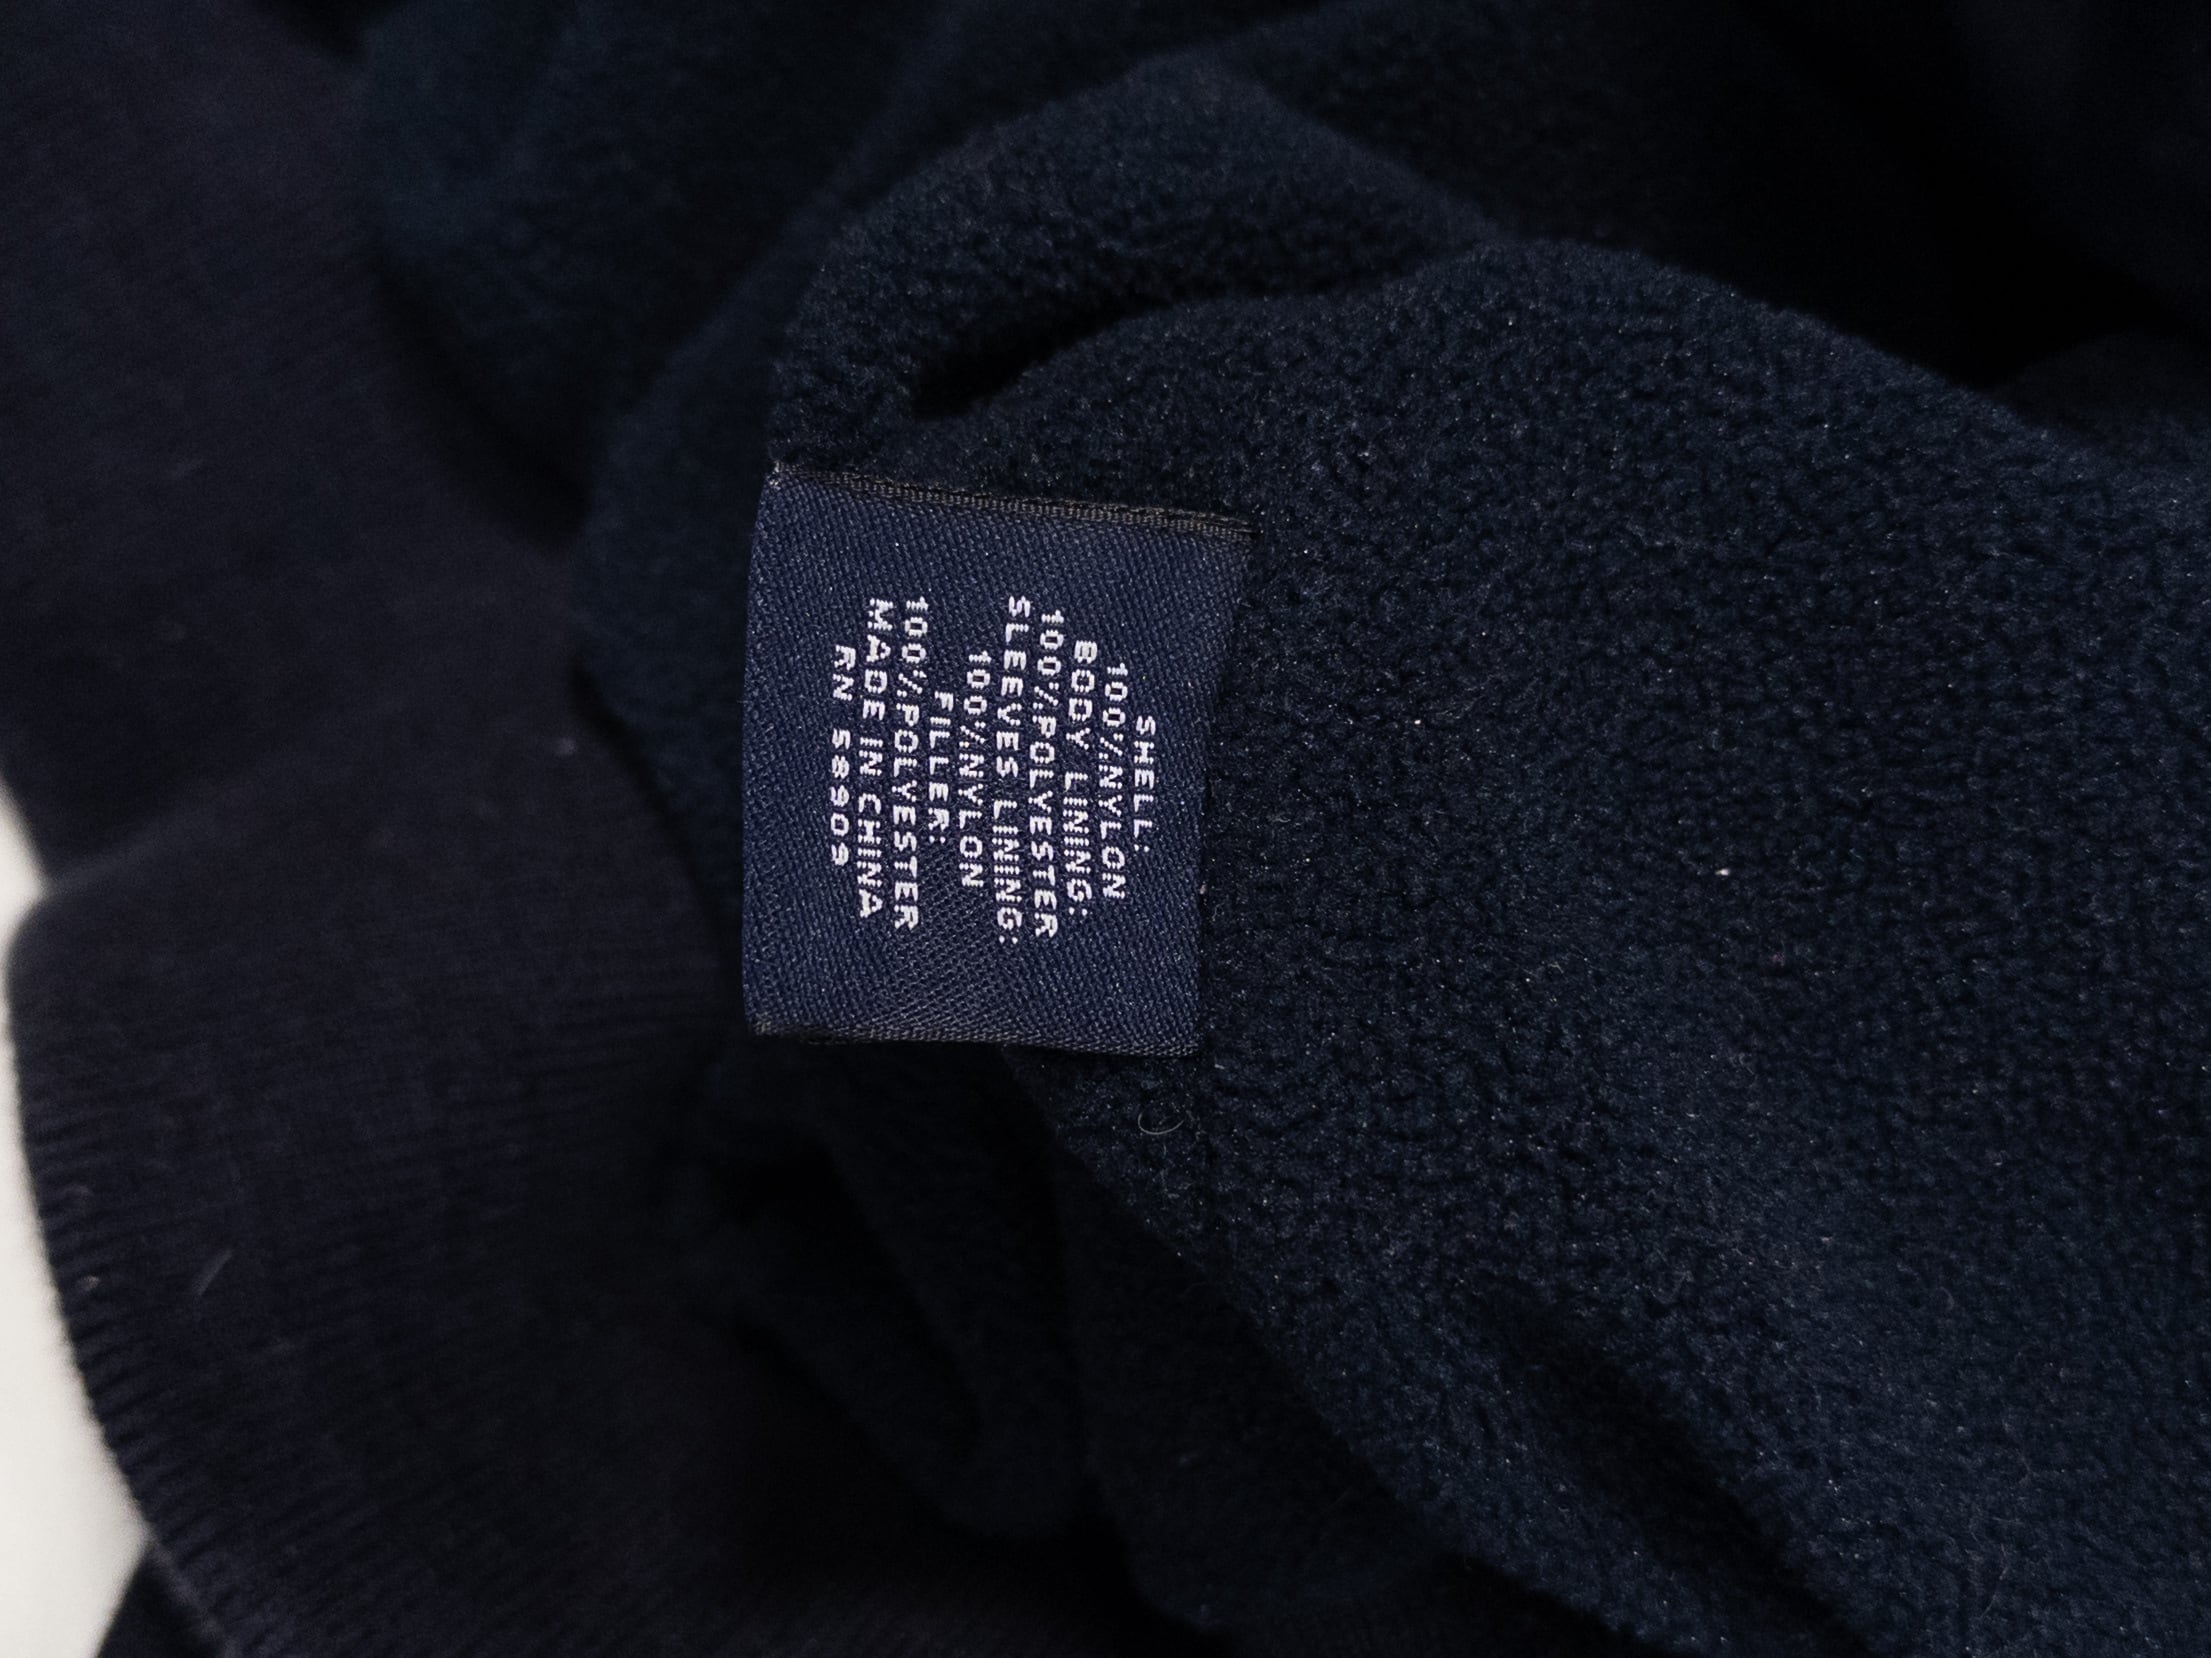 SHELL:
100%NYLON
BODY LINING:
100%POLYESTER
SLEEVES LINING:
100%NYLON
FILLER:
100%POLYESTER
MADE IN CHINA
RN 58909